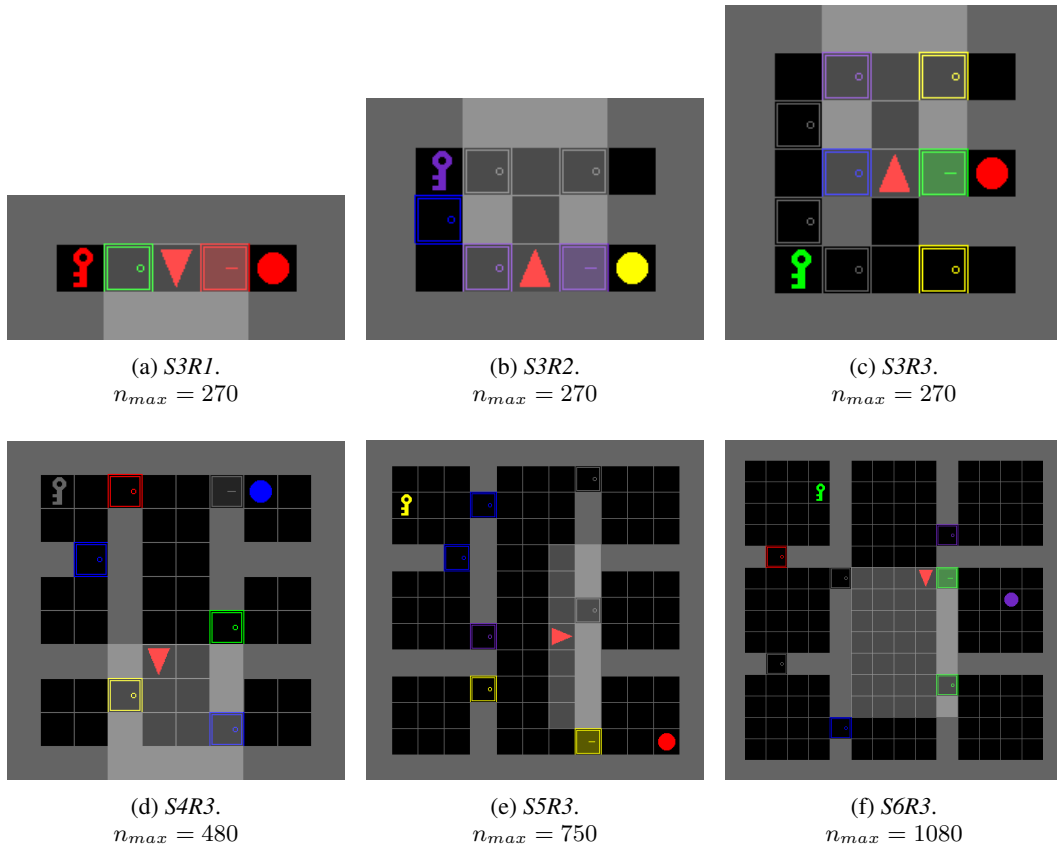 (a) S3R1.
n_max = 270
(b) S3R2.
n_max = 270
(c) S3R3.
n_max = 270
(d) S4R3.
n_max = 480
(e) S5R3.
n_max = 750
(f) S6R3.
n_max = 1080